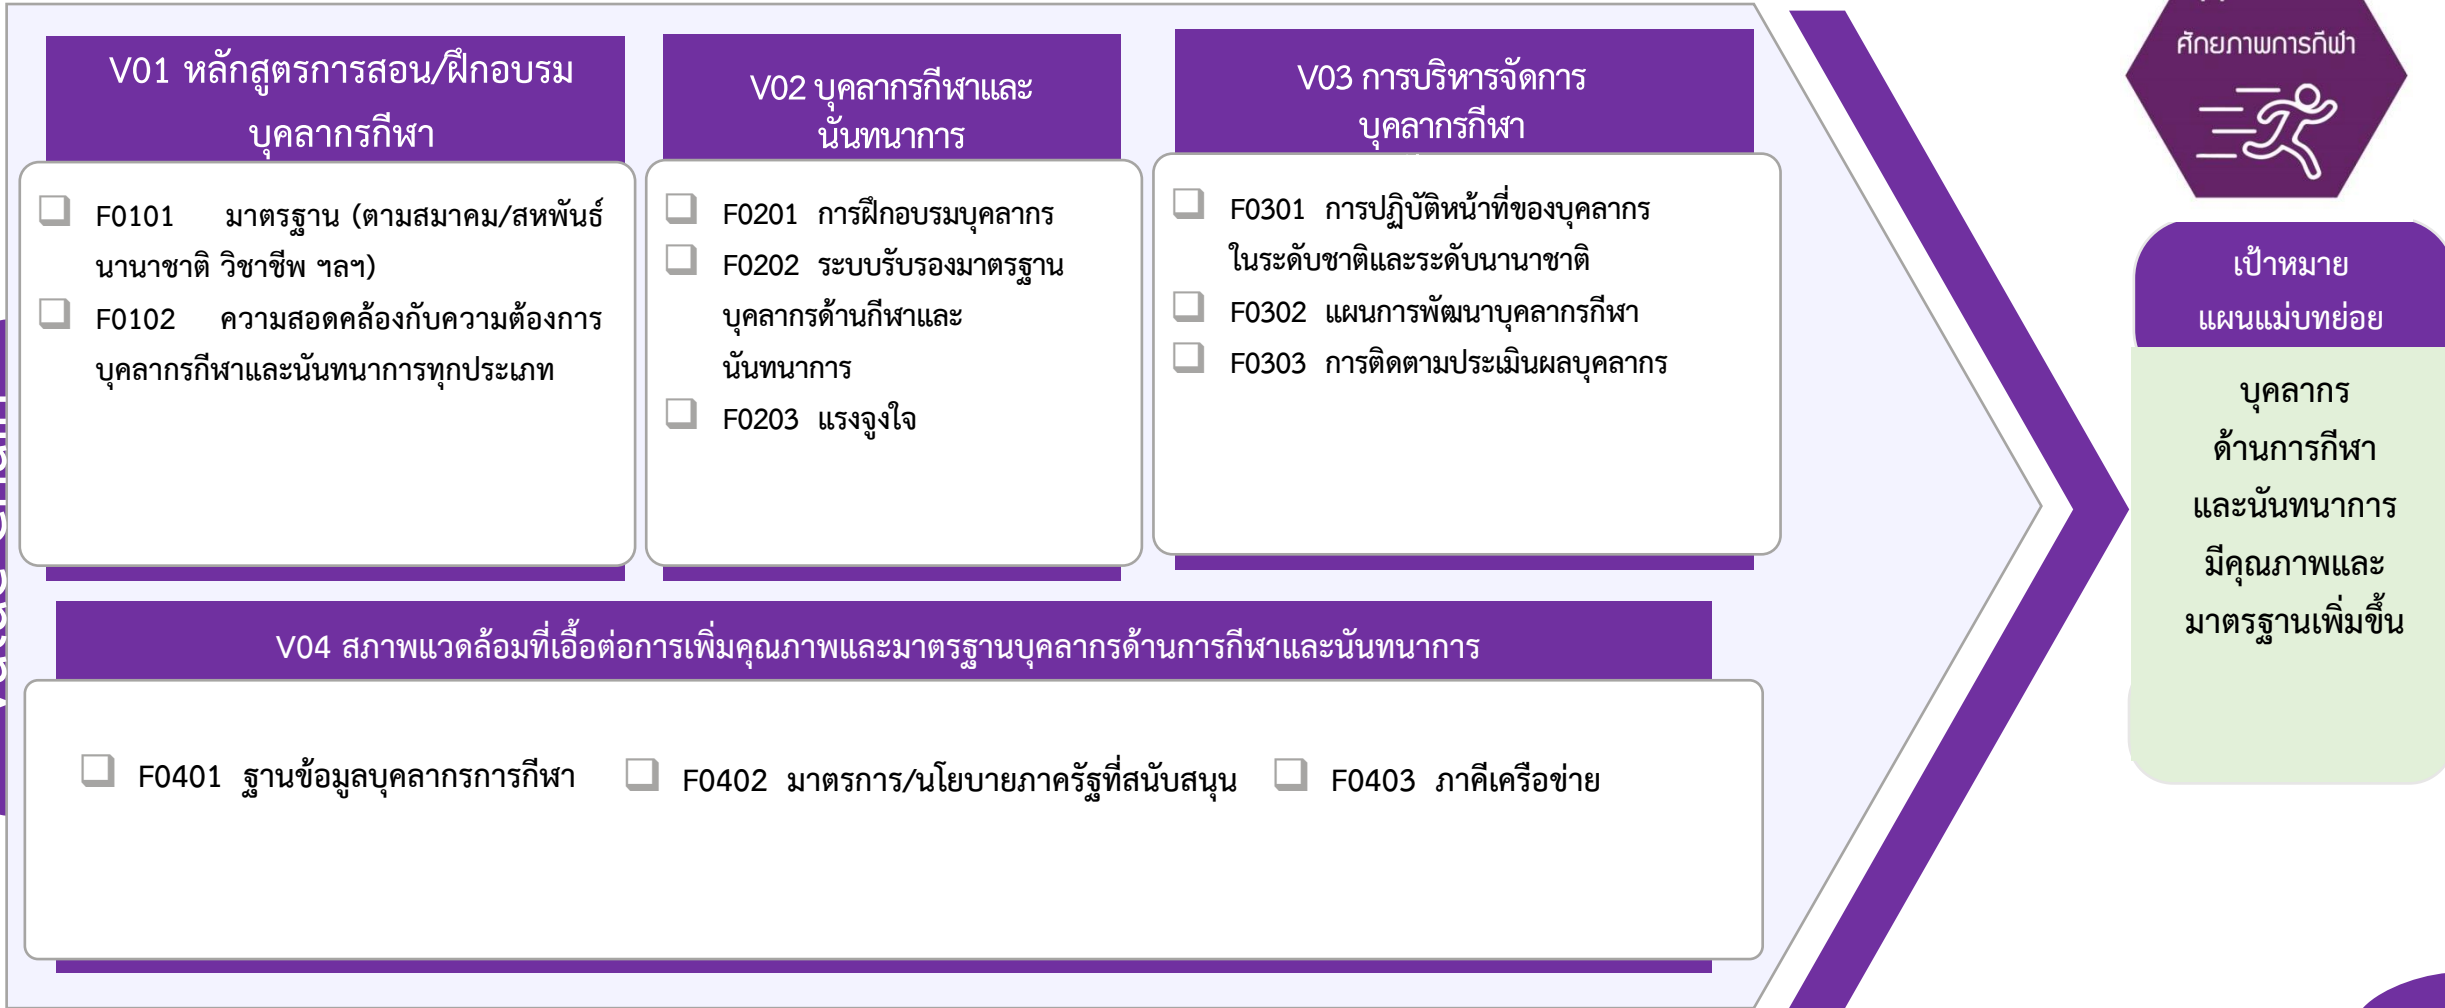 V01 หลักสูตรการสอน/ฝึกอบรม
บุคลากรกีฬา
F0101 มาตรฐาน (ตามสมาคม/สหพันธ์
นานาชาติ วิชาชีพ ฯลฯ)
F0102 ความสอดคล้องกับความต้องการ
บุคลากรกีฬาและนันทนาการทุกประเภท
V02 บุคลากรกีฬาและ
นันทนาการ
F0201 การฝึกอบรมบุคลากร
F0202 ระบบรับรองมาตรฐาน
บุคลากรด้านกีฬาและ
นันทนาการ
F0203 แรงจูงใจ
V03 การบริหารจัดการ
บุคลากรกีฬา
F0301 การปฏิบัติหน้าที่ของบุคลากร
ในระดับชาติและระดับนานาชาติ
F0302 แผนการพัฒนาบุคลากรกีฬา
F0303 การติดตามประเมินผลบุคลากร
V04 สภาพแวดล้อมที่เอื้อต่อการเพิ่มคุณภาพและมาตรฐานบุคลากรด้านการกีฬาและนันทนาการ
F0401 ฐานข้อมูลบุคลากรการกีฬา
F0402 มาตรการ/นโยบายภาครัฐที่สนับสนุน
F0403 ภาคีเครือข่าย
ศักยภาพการกีฬา
เป้าหมาย
แผนแม่บทย่อย
บุคลากร
ด้านการกีฬา
และนันทนาการ
มีคุณภาพและ
มาตรฐานเพิ่มขึ้น